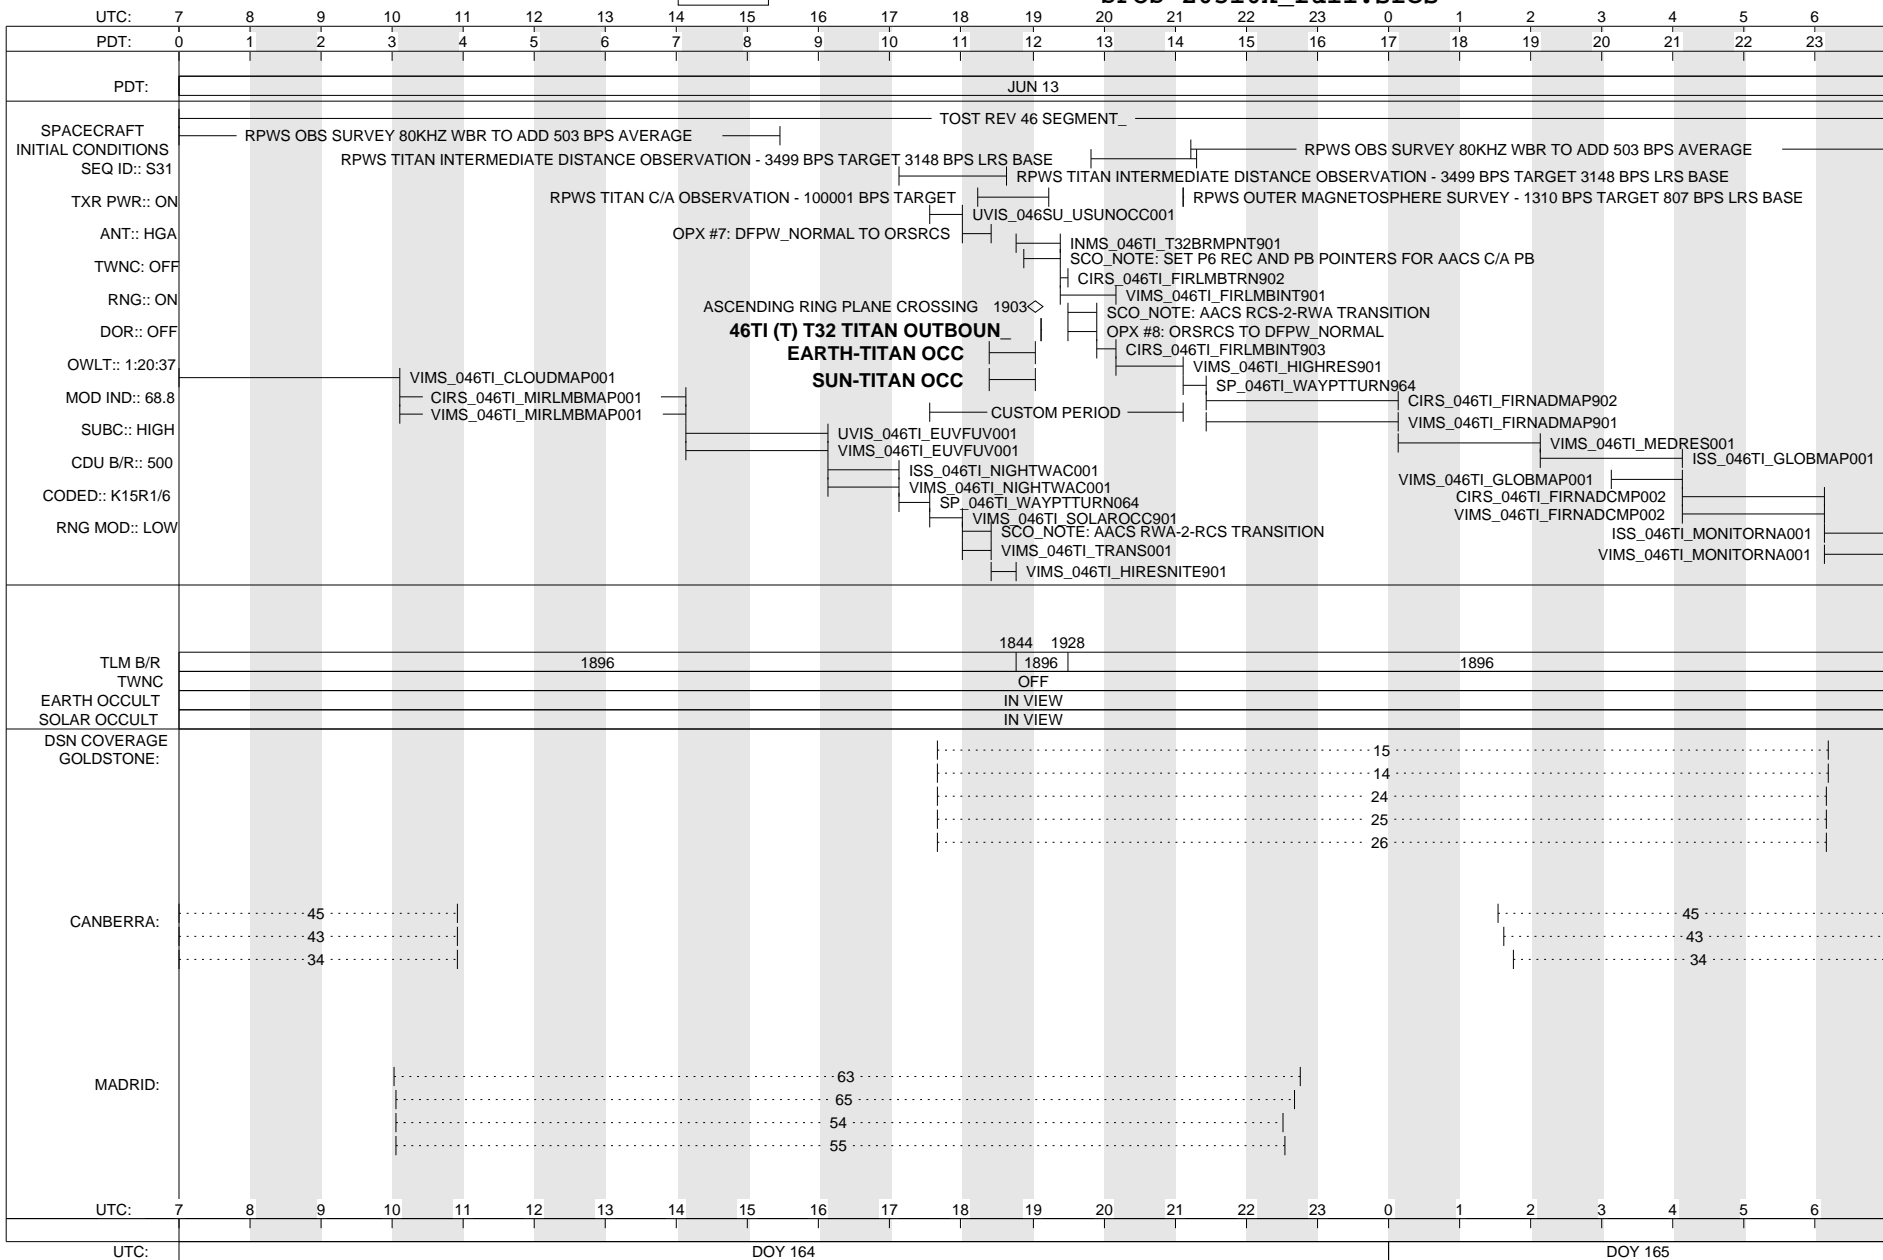 UTC: 7 8 9 10 11 12 13 14 15 16 17 18 19 20 21 22 23 0 1 2 3 4 5 6
PDT: 0 1 2 3 4 5 6 7 8 9 10 11 12 13 14 15 16 17 18 19 20 21 22 23
PDT: JUN 13
TOST REV 46 SEGMENT_
SPACECRAFT
INITIAL CONDITIONS
SEQ ID:: S31
TXR PWR:: ON
ANT:: HGA
TWNC: OFF
RNG:: ON
DOR:: OFF
OWLT:: 1:20:37
MOD IND:: 68.8
SUBC:: HIGH
CDU B/R:: 500
CODED:: K15R1/6
RNG MOD:: LOW
RPWS OBS SURVEY 80KHZ WBR TO ADD 503 BPS AVERAGE
RPWS OBS SURVEY 80KHZ WBR TO ADD 503 BPS AVERAGE
RPWS TITAN INTERMEDIATE DISTANCE OBSERVATION - 3499 BPS TARGET 3148 BPS LRS BASE
RPWS TITAN INTERMEDIATE DISTANCE OBSERVATION - 3499 BPS TARGET 3148 BPS LRS BASE
RPWS TITAN C/A OBSERVATION - 100001 BPS TARGET
RPWS OUTER MAGNETOSPHERE SURVEY - 1310 BPS TARGET 807 BPS LRS BASE
UVIS_046SU_USUNOCC001
OPX #7: DFPW_NORMAL TO ORSRCS
INMS_046TI_T32BRMPNT901
SCO_NOTE: SET P6 REC AND PB POINTERS FOR AACS C/A PB
CIRS_046TI_FIRLMBTRN902
VIMS_046TI_FIRLMBINT901
ASCENDING RING PLANE CROSSING 1903
SCO_NOTE: AACS RCS-2-RWA TRANSITION
46TI (T) T32 TITAN OUTBOUN_
OPX #8: ORSRCS TO DFPW_NORMAL
EARTH-TITAN OCC
CIRS_046TI_FIRLMBINT903
VIMS_046TI_HIGHRES901
VIMS_046TI_CLOUDMAP001
SUN-TITAN OCC
SP_046TI_WAYPTTURN964
CIRS_046TI_MIRLMBMAP001
CIRS_046TI_FIRNADMAP902
VIMS_046TI_MIRLMBMAP001
CUSTOM PERIOD
VIMS_046TI_FIRNADMAP901
UVIS_046TI_EUVFUV001
VIMS_046TI_MEDRES001
VIMS_046TI_EUVFUV001
ISS_046TI_GLOBMAP001
ISS_046TI_NIGHTWAC001
VIMS_046TI_GLOBMAP001
VIMS_046TI_NIGHTWAC001
CIRS_046TI_FIRNADCMP002
SP_046TI_WAYPTTURN064
VIMS_046TI_FIRNADCMP002
VIMS_046TI_SOLAROCC901
SCO_NOTE: AACS RWA-2-RCS TRANSITION
ISS_046TI_MONITORNA001
VIMS_046TI_TRANS001
VIMS_046TI_MONITORNA001
VIMS_046TI_HIRESNITE901
1844 1928
TLM B/R 1896 1896 1896
TWNC OFF
EARTH OCCULT IN VIEW
SOLAR OCCULT IN VIEW
DSN COVERAGE
GOLDSTONE:
15
14
24
25
26
CANBERRA:
45 45
43 43
34 34
MADRID:
63
65
54
55
UTC: 7 8 9 10 11 12 13 14 15 16 17 18 19 20 21 22 23 0 1 2 3 4 5 6
UTC: DOY 164 DOY 165